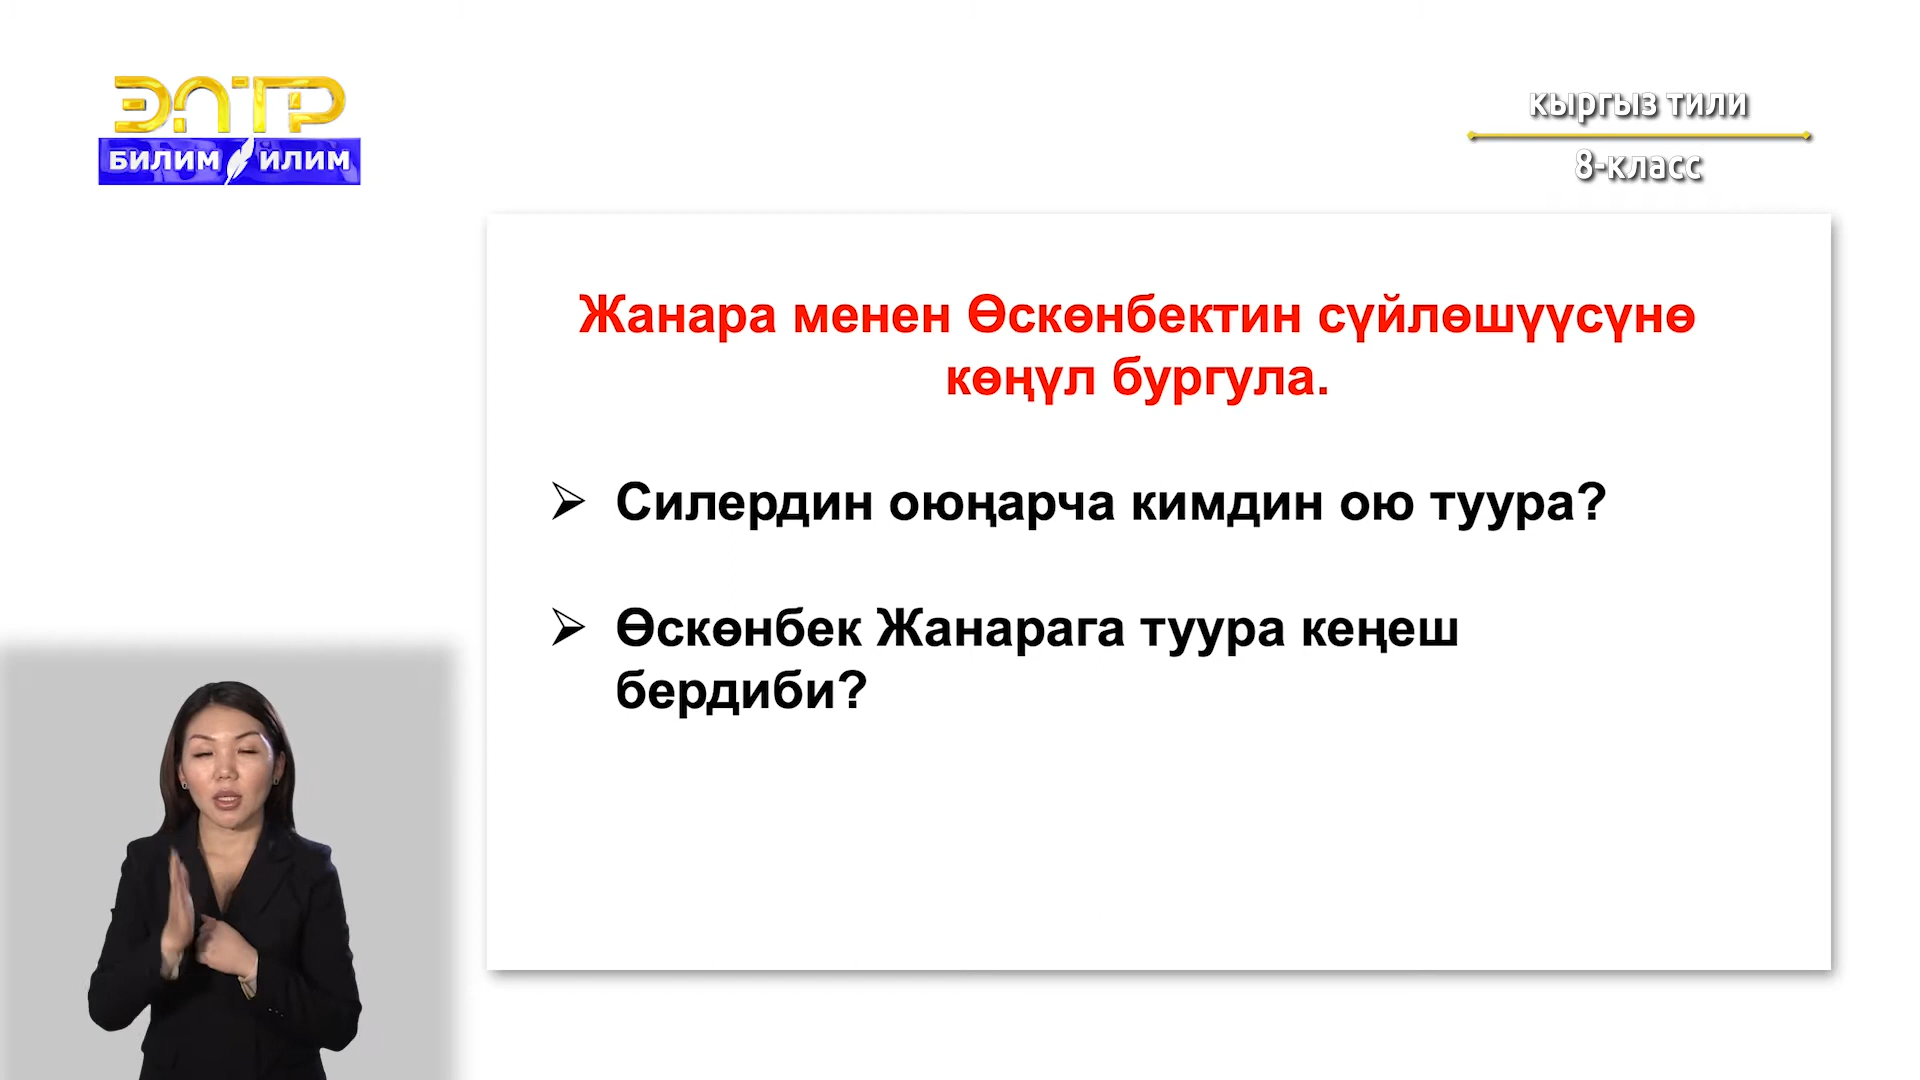 ЭЛТР
БИЛИМ ИЛИМ
кыргыз тили
8-класс
Жанара менен Өскөнбектин сүйлөшүүсүнө
көңүл бургула.
➢ Силердин оюңарча кимдин ою туура?
➢ Өскөнбек Жанарага туура кеңеш
бердиби?